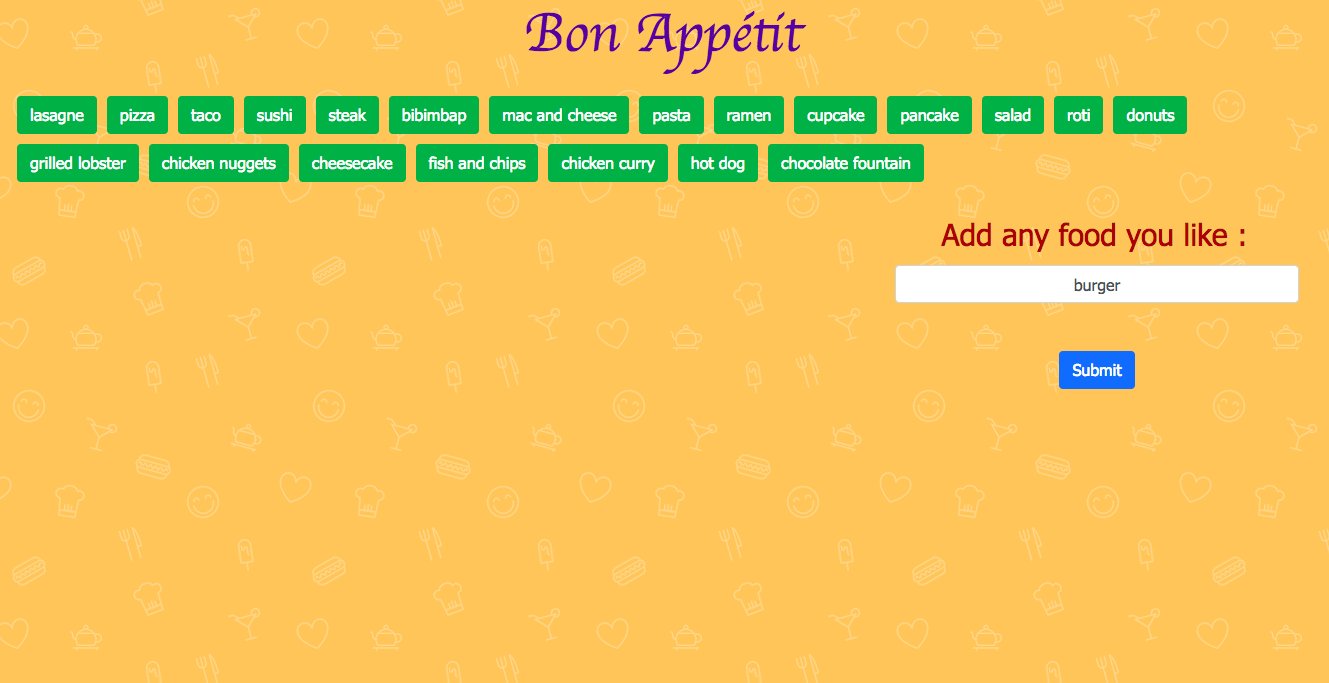 Bon Appétit
lasagne pizza taco sushi steak bibimbap mac and cheese pasta ramen cupcake pancake salad roti donuts
grilled lobster chicken nuggets cheesecake fish and chips chicken curry hot dog chocolate fountain
Add any food you like :
burger
Submit